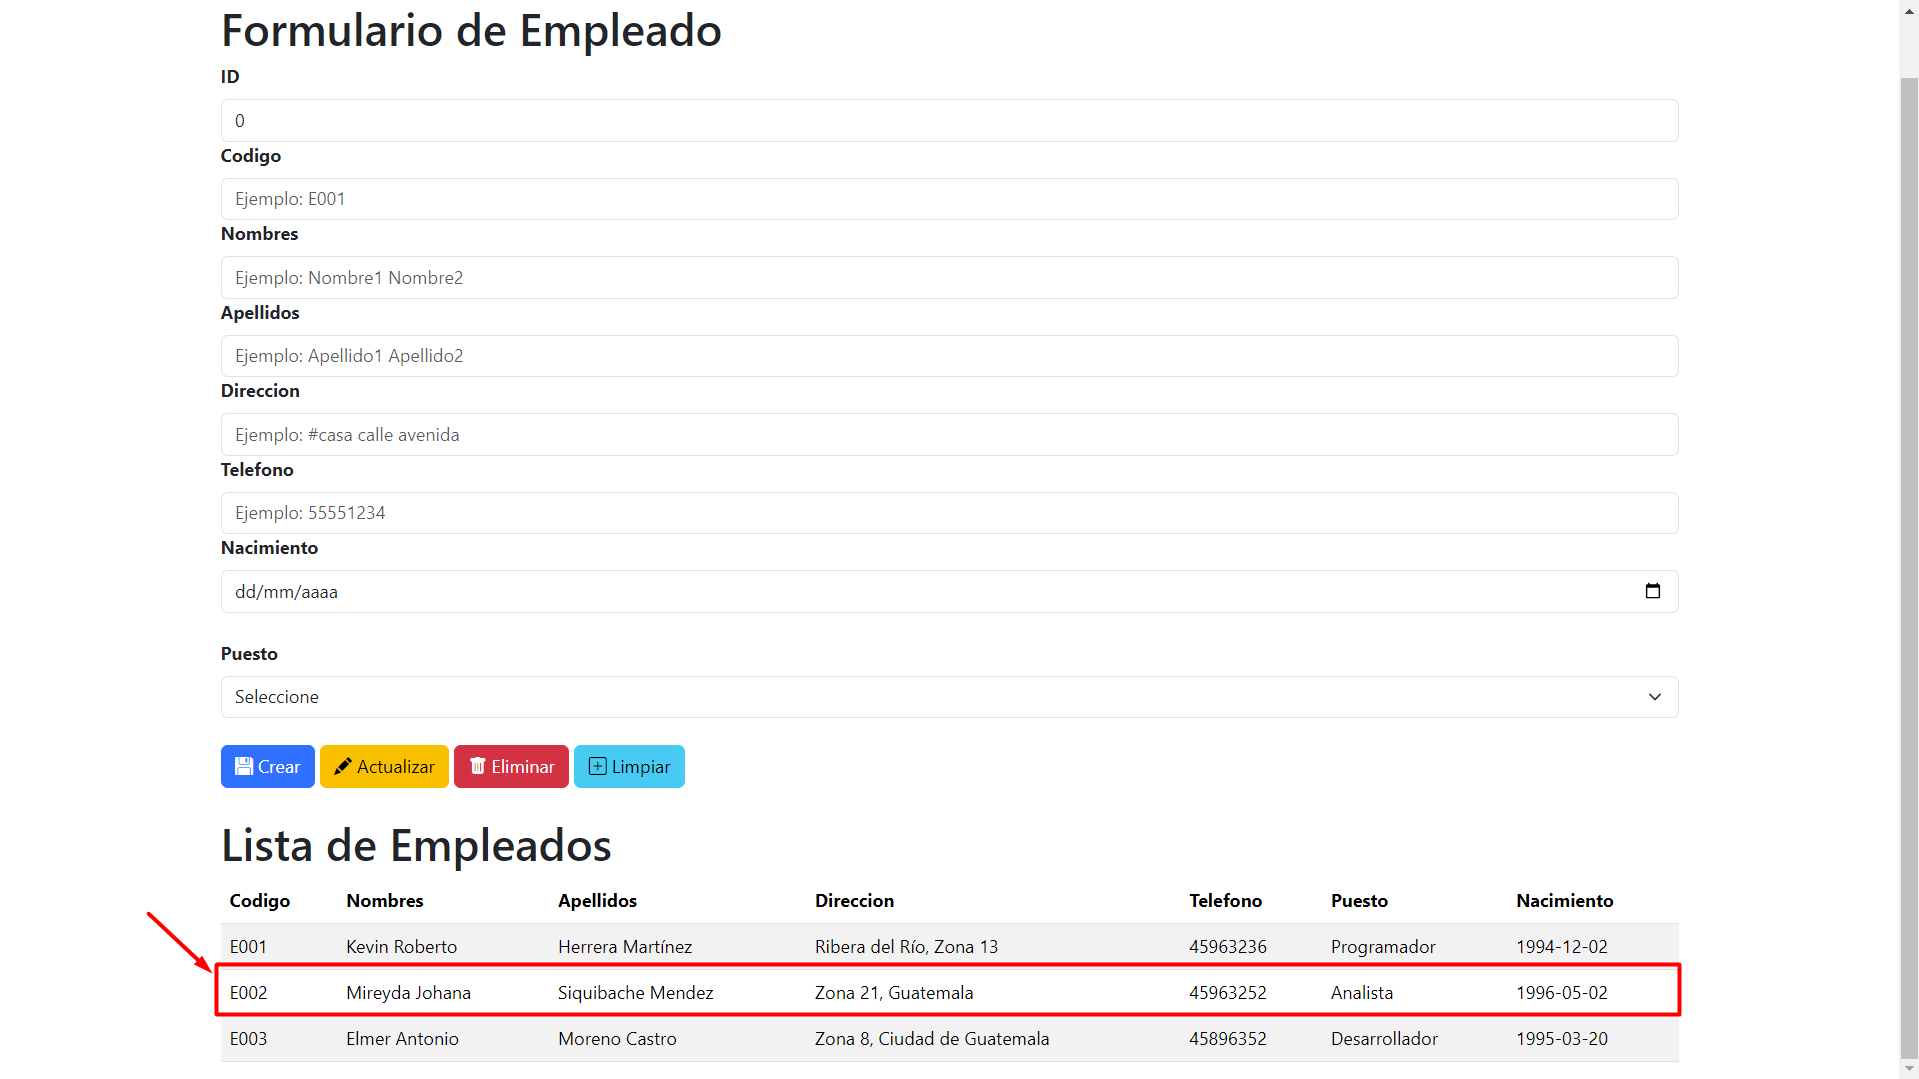 Formulario de Empleado
ID
0
Codigo
Ejemplo: E001
Nombres
Ejemplo: Nombre1 Nombre2
Apellidos
Ejemplo: Apellido1 Apellido2
Direccion
Ejemplo: #casa calle avenida
Telefono
Ejemplo: 55551234
Nacimiento
dd/mm/aaaa
Puesto
Seleccione
Crear Actualizar Eliminar Limpiar
Lista de Empleados
Codigo Nombres Apellidos Direccion Telefono Puesto Nacimiento
E001 Kevin Roberto Herrera Martínez Ribera del Río, Zona 13 45963236 Programador 1994-12-02
E002 Mireyda Johana Siquibache Mendez Zona 21, Guatemala 45963252 Analista 1996-05-02
E003 Elmer Antonio Moreno Castro Zona 8, Ciudad de Guatemala 45896352 Desarrollador 1995-03-20